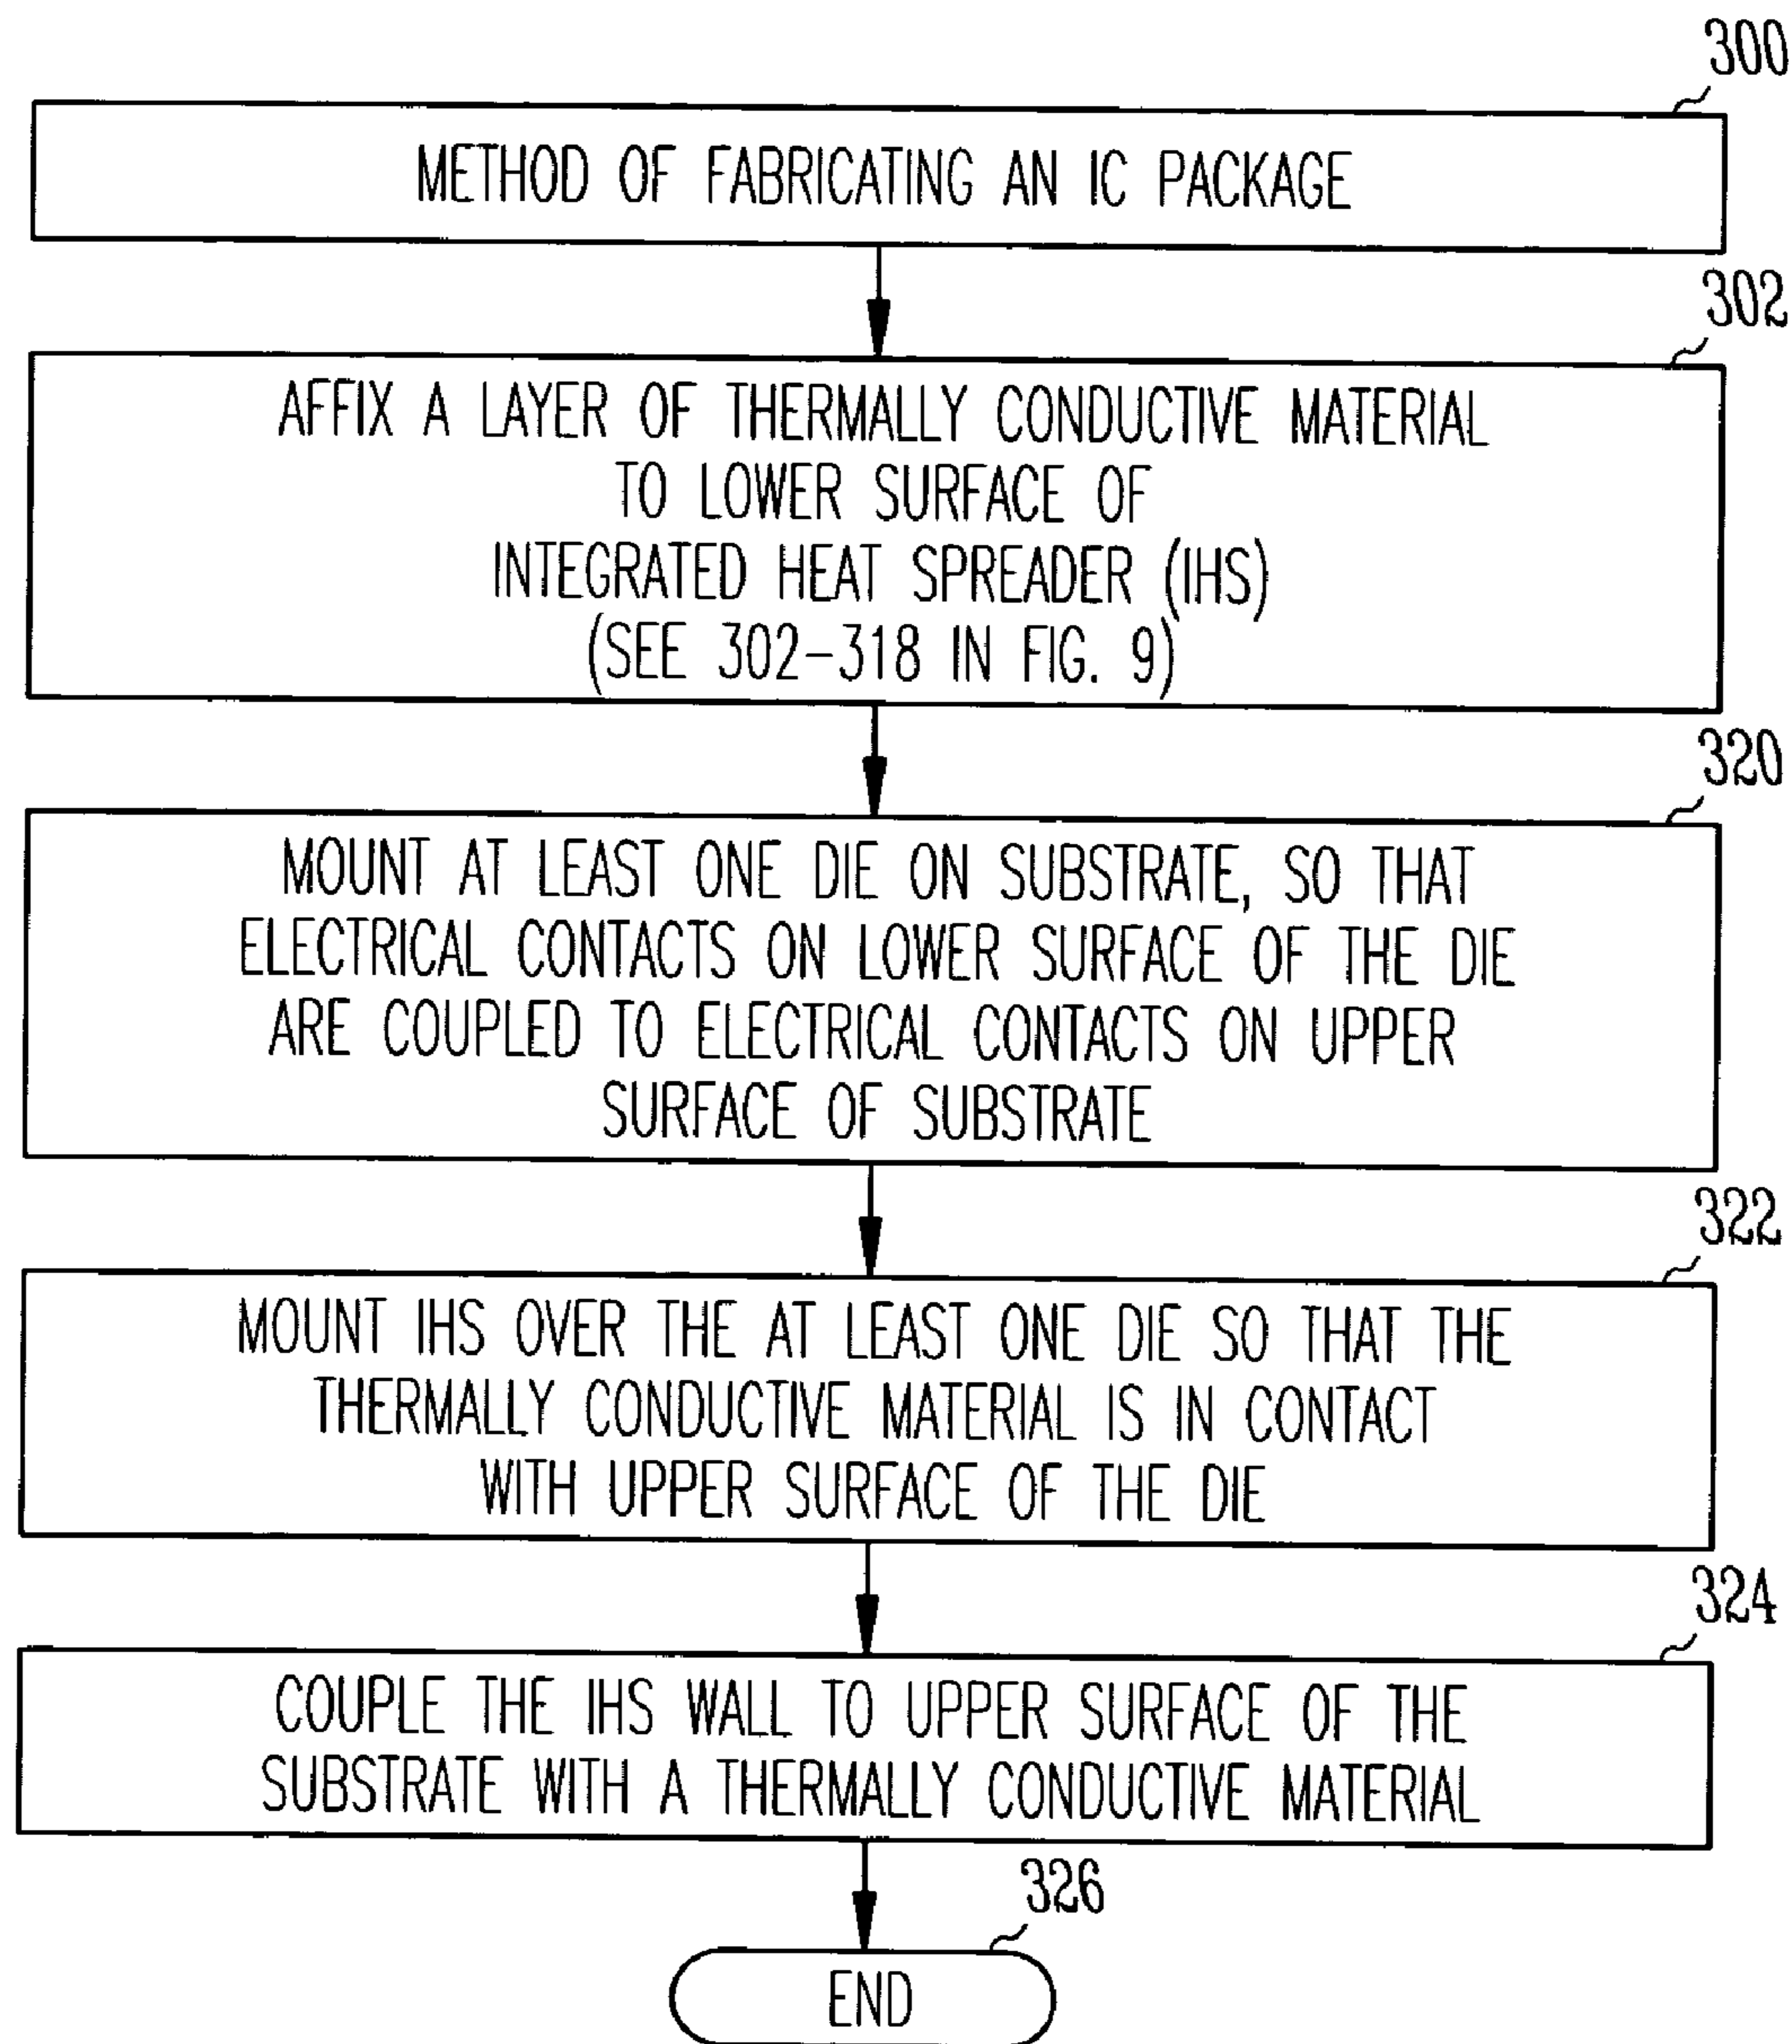 300
METHOD OF FABRICATING AN IC PACKAGE
302
AFFIX A LAYER OF THERMALLY CONDUCTIVE MATERIAL
TO LOWER SURFACE OF
INTEGRATED HEAT SPREADER (IHS)
(SEE 302-318 IN FIG. 9)
320
MOUNT AT LEAST ONE DIE ON SUBSTRATE, SO THAT
ELECTRICAL CONTACTS ON LOWER SURFACE OF THE DIE
ARE COUPLED TO ELECTRICAL CONTACTS ON UPPER
SURFACE OF SUBSTRATE
322
MOUNT IHS OVER THE AT LEAST ONE DIE SO THAT THE
THERMALLY CONDUCTIVE MATERIAL IS IN CONTACT
WITH UPPER SURFACE OF THE DIE
324
COUPLE THE IHS WALL TO UPPER SURFACE OF THE
SUBSTRATE WITH A THERMALLY CONDUCTIVE MATERIAL
326
END